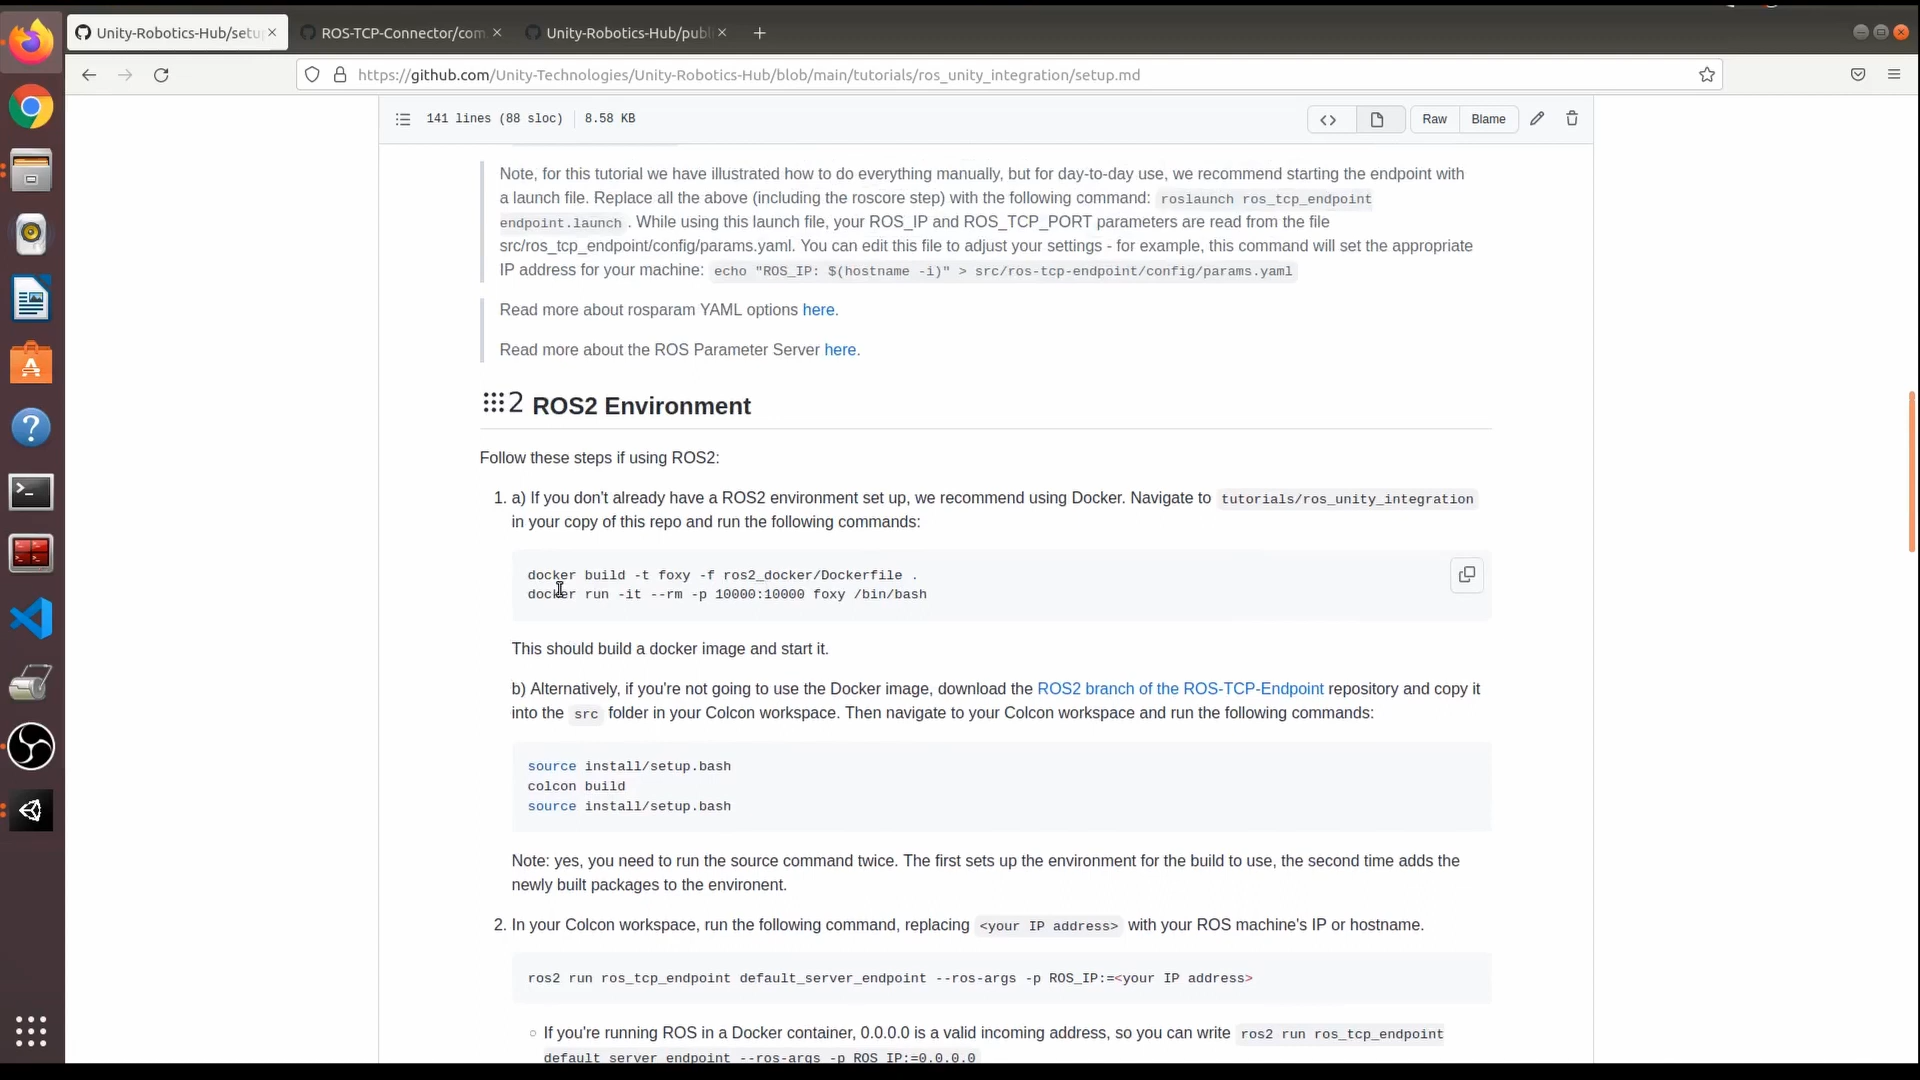 Unity-Robotics-Hub/setu
ROS-TCP-Connector/com
Unity-Robotics-Hub/publ
https://github.com/Unity-Technologies/Unity-Robotics-Hub/blob/main/tutorials/ros_unity_integration/setup.md
141 lines (88 sloc) 8.58 KB
Raw
Blame
Note, for this tutorial we have illustrated how to do everything manually, but for day-to-day use, we recommend starting the endpoint with
a launch file. Replace all the above (including the roscore step) with the following command: roslaunch ros_tcp_endpoint
endpoint.launch . While using this launch file, your ROS_IP and ROS_TCP_PORT parameters are read from the file
src/ros_tcp_endpoint/config/params.yaml. You can edit this file to adjust your settings - for example, this command will set the appropriate
IP address for your machine: echo "ROS_IP: $(hostname -i)" > src/ros-tcp-endpoint/config/params.yaml
Read more about rosparam YAML options here.
Read more about the ROS Parameter Server here.
2 ROS2 Environment
Follow these steps if using ROS2:
1. a) If you don't already have a ROS2 environment set up, we recommend using Docker. Navigate to tutorials/ros_unity_integration
in your copy of this repo and run the following commands:
docker build -t foxy -f ros2_docker/Dockerfile .
docker run -it --rm -p 10000:10000 foxy /bin/bash
This should build a docker image and start it.
b) Alternatively, if you're not going to use the Docker image, download the ROS2 branch of the ROS-TCP-Endpoint repository and copy it
into the src folder in your Colcon workspace. Then navigate to your Colcon workspace and run the following commands:
source install/setup.bash
colcon build
source install/setup.bash
Note: yes, you need to run the source command twice. The first sets up the environment for the build to use, the second time adds the
newly built packages to the environent.
2. In your Colcon workspace, run the following command, replacing <your IP address> with your ROS machine's IP or hostname.
ros2 run ros_tcp_endpoint default_server_endpoint --ros-args -p ROS_IP:=<your IP address>
If you're running ROS in a Docker container, 0.0.0.0 is a valid incoming address, so you can write ros2 run ros_tcp_endpoint
default_server_endpoint --ros-args -p ROS_IP:=0.0.0.0